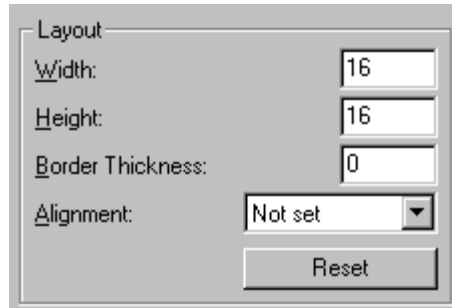 Layout
Width: 16
Height: 16
Border Thickness: 0
Alignment: Not set
Reset